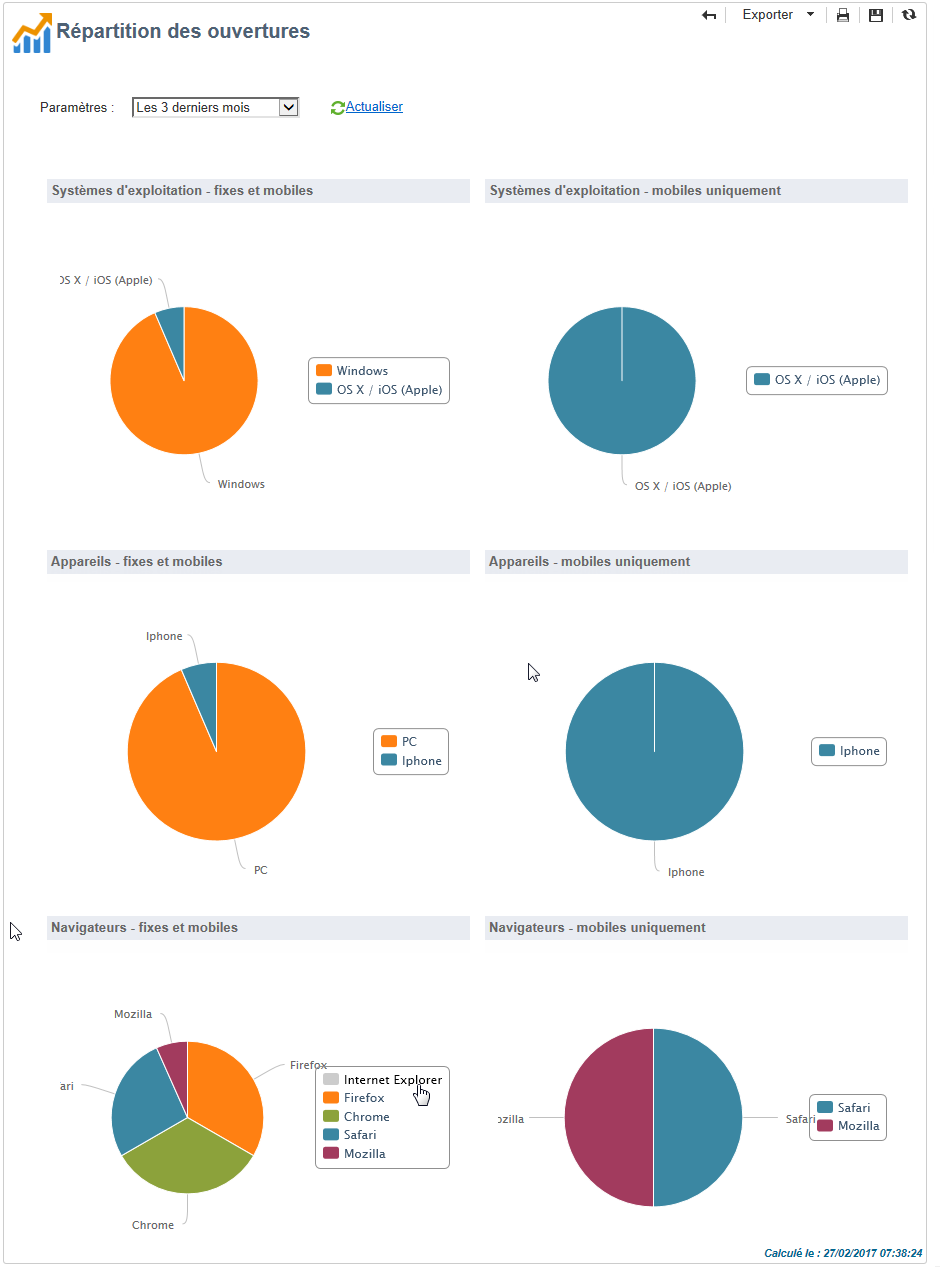 Répartition des ouvertures
Exporter
Paramètres :
Les 3 derniers mois
Actualiser
Systèmes d'exploitation - fixes et mobiles
Systèmes d'exploitation - mobiles uniquement
OS X / iOS (Apple)
Windows
OS X / iOS (Apple)
Windows
OS X / iOS (Apple)
OS X / iOS (Apple)
Appareils - fixes et mobiles
Appareils - mobiles uniquement
Iphone
PC
Iphone
PC
Iphone
Iphone
Navigateurs - fixes et mobiles
Navigateurs - mobiles uniquement
Mozilla
Firefox
ari
Internet Explorer
Firefox
Chrome
Safari
Mozilla
Chrome
ozilla
Safari
Safari
Mozilla
Calculé le : 27/02/2017 07:38:24